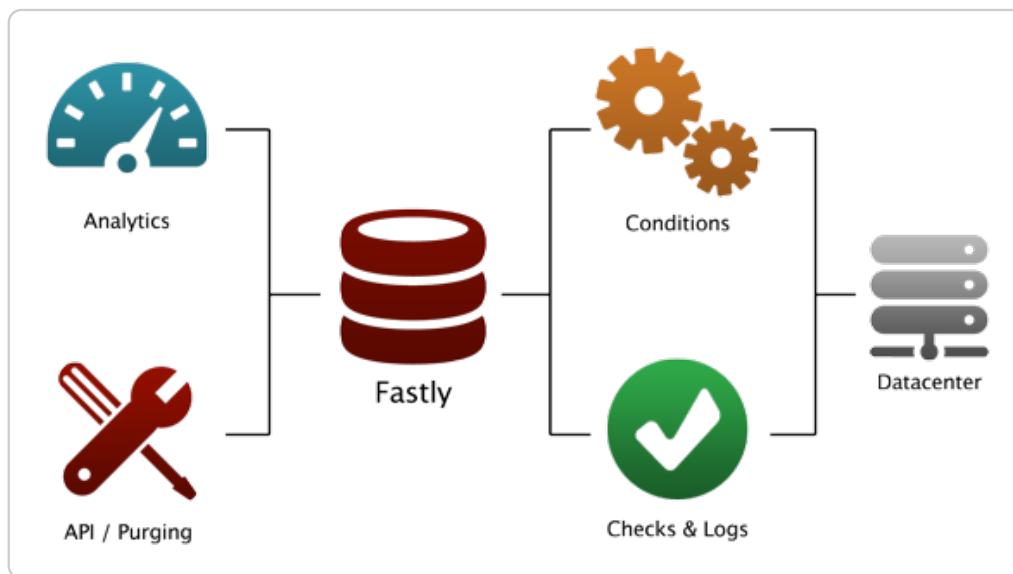 Analytics
Conditions
Fastly
Datacenter
API / Purging
Checks & Logs